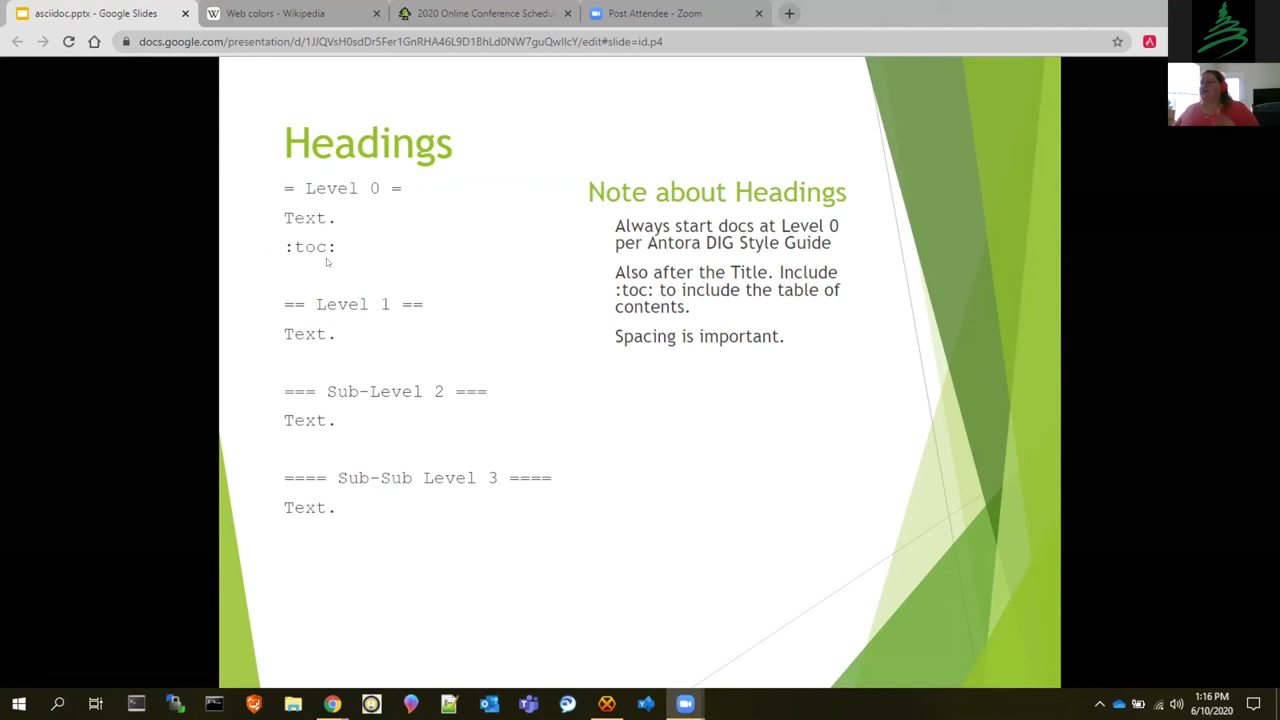 asciidoc.pptx - Google Slides
Web colors - Wikipedia
2020 Online Conference Schedu
Post Attendee - Zoom
docs.google.com/presentation/d/1JJQVsH0sdDr5Fer1GnRHA46L9D1BhLd0NW7guQwIlcY/edit#slide=id.p4
Headings
= Level 0 =
Text.
:toc:
== Level 1 ==
Text.
=== Sub-Level 2 ===
Text.
==== Sub-Sub Level 3 ====
Text.
Note about Headings
Always start docs at Level 0
per Antora DIG Style Guide
Also after the Title. Include
:toc: to include the table of
contents.
Spacing is important.
1:16 PM
6/10/2020